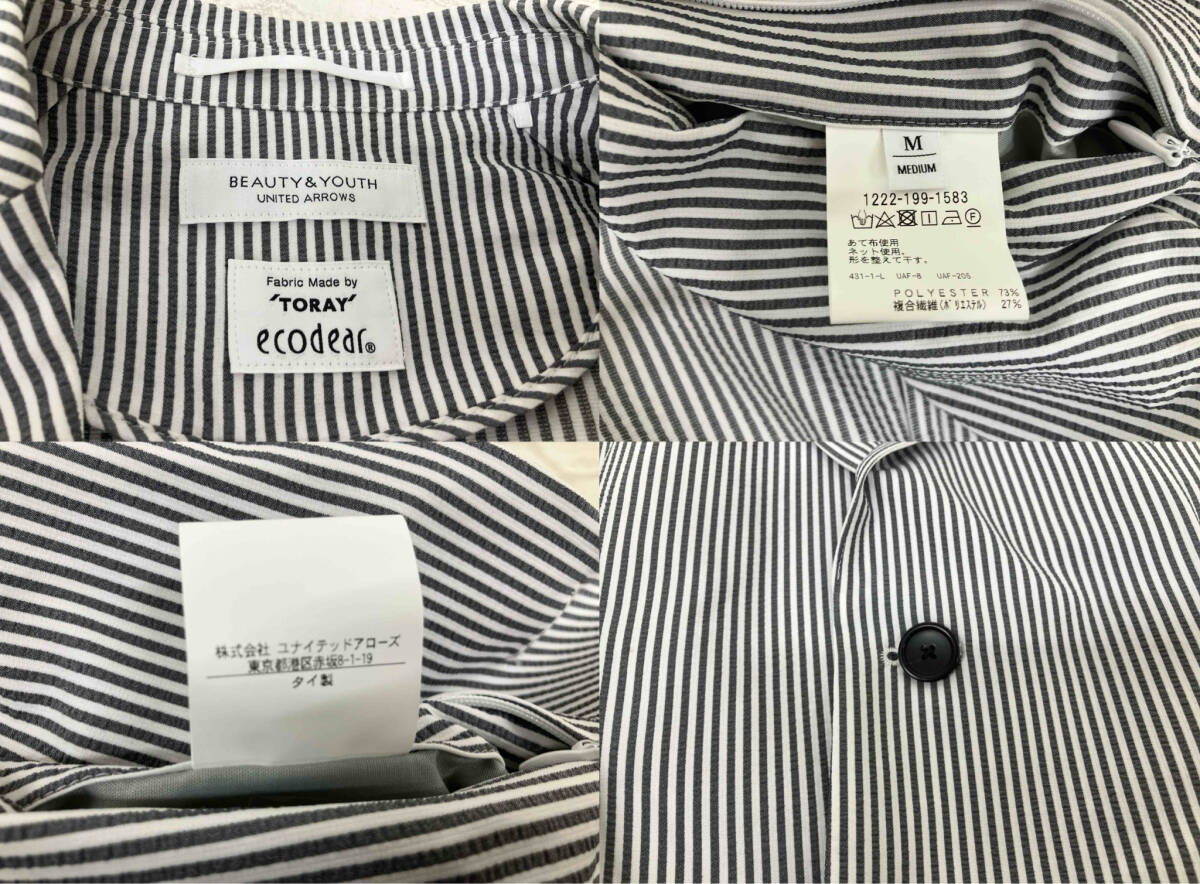 BEAUTY&YOUTH
UNITED ARROWS
Fabric Made by
'TORAY'
ecodear®
M
MEDIUM
1222-199-1583
あて布使用
ネット使用。
形を整えて干す。
431-1-L UAF-8 UAF-205
POLYESTER 73%
複合繊維(ポリエステル) 27%
株式会社 ユナイテッドアローズ
東京都港区赤坂8-1-19
タイ製